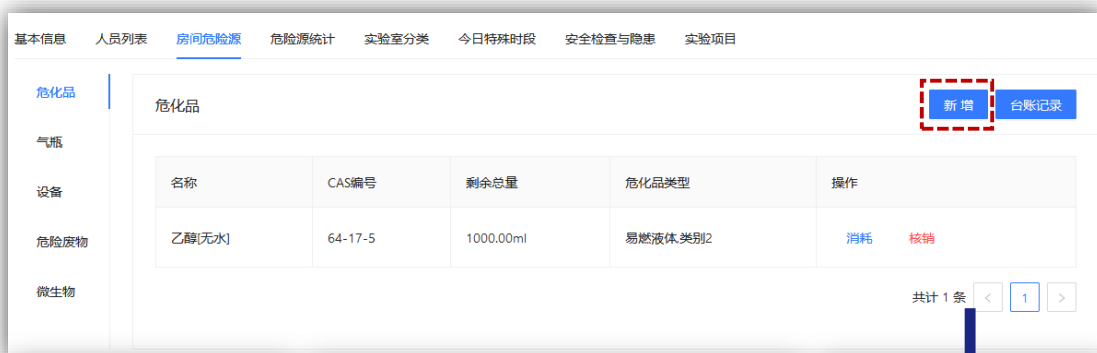 基本信息 人员列表 房间危险源 危险源统计 实验室分类 今日特殊时段 安全检查与隐患 实验项目
危化品
气瓶
设备
危险废物
微生物
危化品 新 增 台账记录
名称 CAS编号 剩余总量 危化品类型 操作
乙醇[无水] 64-17-5 1000.00ml 易燃液体,类别2 消耗 核销
共计 1 条 < 1 >